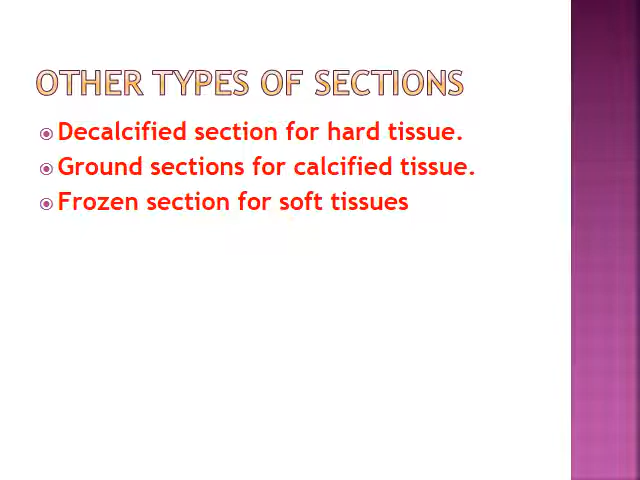 OTHER TYPES OF SECTIONS
Decalcified section for hard tissue.
Ground sections for calcified tissue.
Frozen section for soft tissues